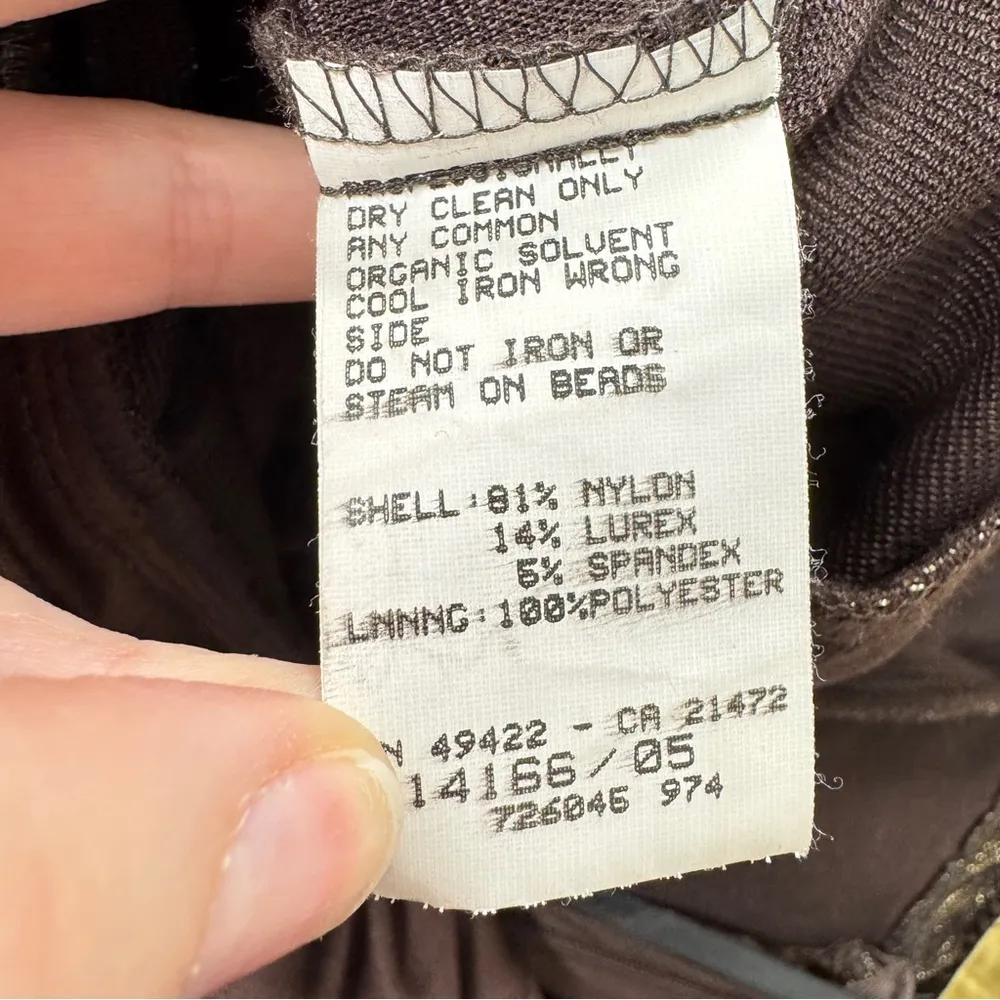 PROFESSIONALLY
DRY CLEAN ONLY
ANY COMMON
ORGANIC SOLVENT
COOL IRON WRONG
SIDE
DO NOT IRON OR
STEAM ON BEADS
SHELL:81% NYLON
14% LUREX
5% SPANDEX
LNNNG:100%POLYESTER
N 49422 - CA 21472
14166/05
726046 974